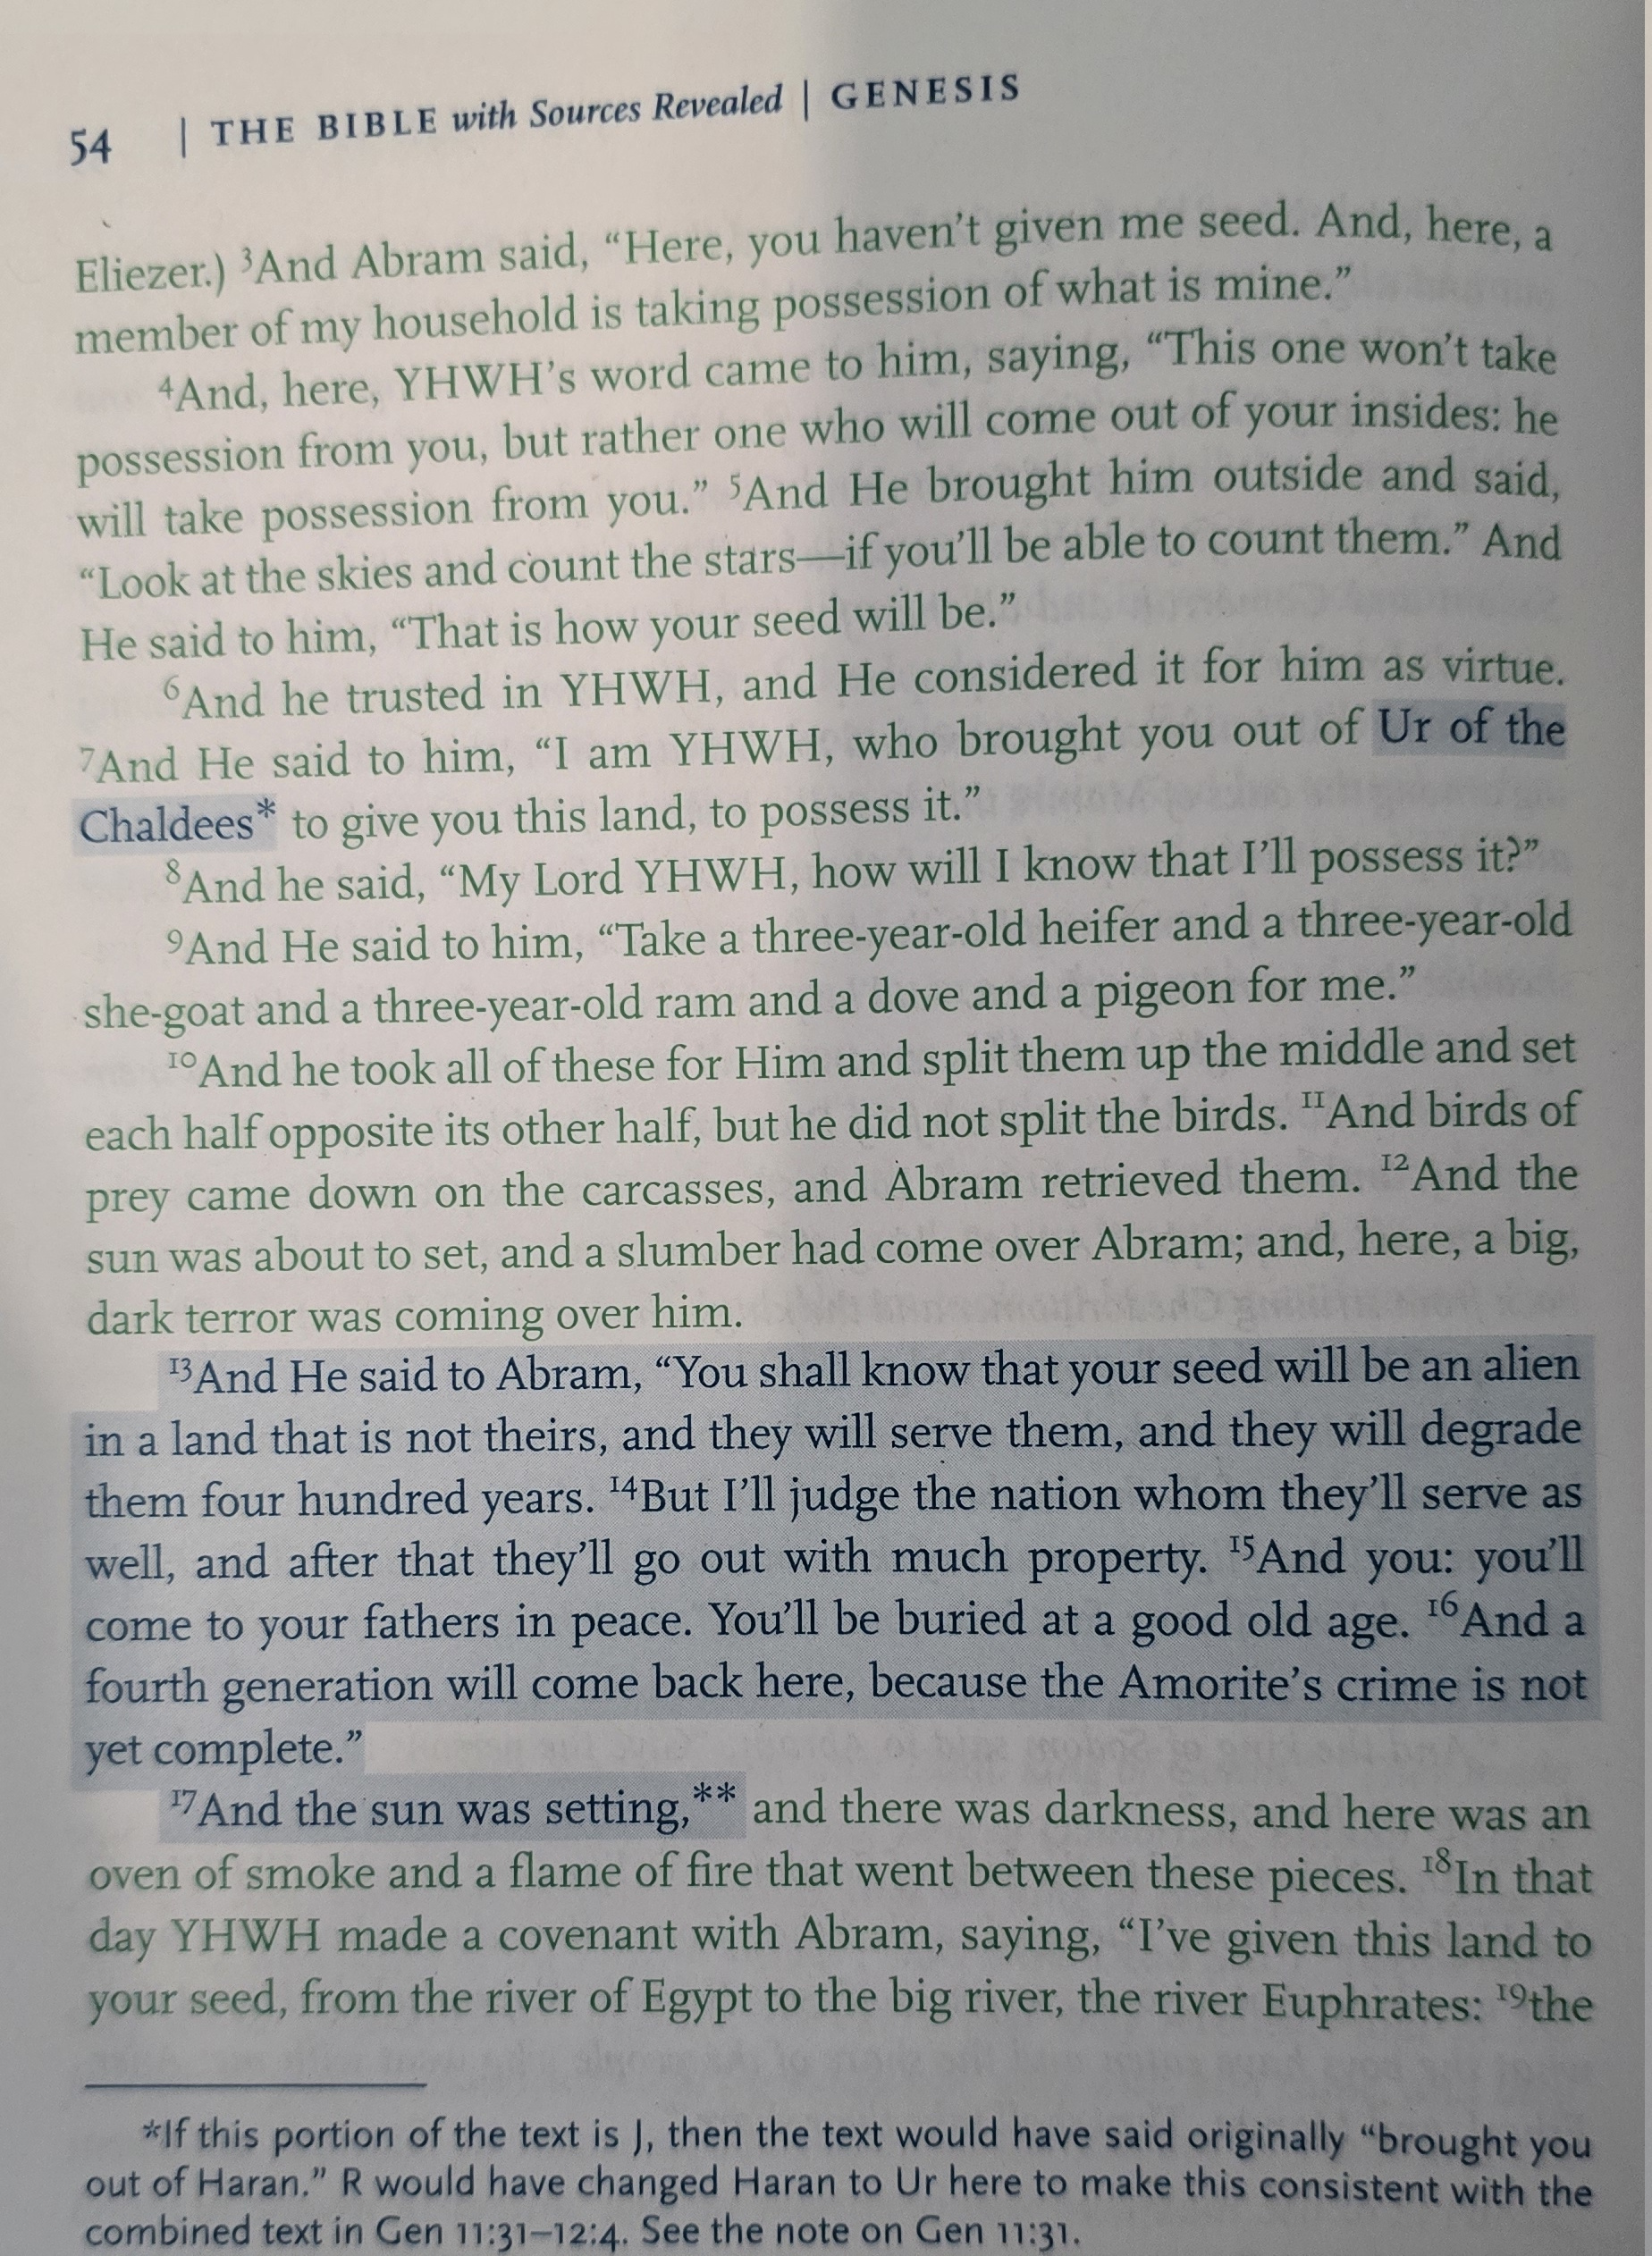 54 | THE BIBLE with Sources Revealed | GENESIS
Eliezer.) ³And Abram said, “Here, you haven’t given me seed. And, here, a
member of my household is taking possession of what is mine.”
⁴And, here, YHWH’s word came to him, saying, “This one won’t take
possession from you, but rather one who will come out of your insides: he
will take possession from you.” ⁵And He brought him outside and said,
“Look at the skies and count the stars—if you’ll be able to count them.” And
He said to him, “That is how your seed will be.”
⁶And he trusted in YHWH, and He considered it for him as virtue.
⁷And He said to him, “I am YHWH, who brought you out of Ur of the
Chaldees* to give you this land, to possess it.”
⁸And he said, “My Lord YHWH, how will I know that I’ll possess it?”
⁹And He said to him, “Take a three-year-old heifer and a three-year-old
she-goat and a three-year-old ram and a dove and a pigeon for me.”
¹⁰And he took all of these for Him and split them up the middle and set
each half opposite its other half, but he did not split the birds. ¹¹And birds of
prey came down on the carcasses, and Abram retrieved them. ¹²And the
sun was about to set, and a slumber had come over Abram; and, here, a big,
dark terror was coming over him.
¹³And He said to Abram, “You shall know that your seed will be an alien
in a land that is not theirs, and they will serve them, and they will degrade
them four hundred years. ¹⁴But I’ll judge the nation whom they’ll serve as
well, and after that they’ll go out with much property. ¹⁵And you: you’ll
come to your fathers in peace. You’ll be buried at a good old age. ¹⁶And a
fourth generation will come back here, because the Amorite’s crime is not
yet complete.”
¹⁷And the sun was setting,** and there was darkness, and here was an
oven of smoke and a flame of fire that went between these pieces. ¹⁸In that
day YHWH made a covenant with Abram, saying, “I’ve given this land to
your seed, from the river of Egypt to the big river, the river Euphrates: ¹⁹the
*If this portion of the text is J, then the text would have said originally “brought you
out of Haran.” R would have changed Haran to Ur here to make this consistent with the
combined text in Gen 11:31–12:4. See the note on Gen 11:31.